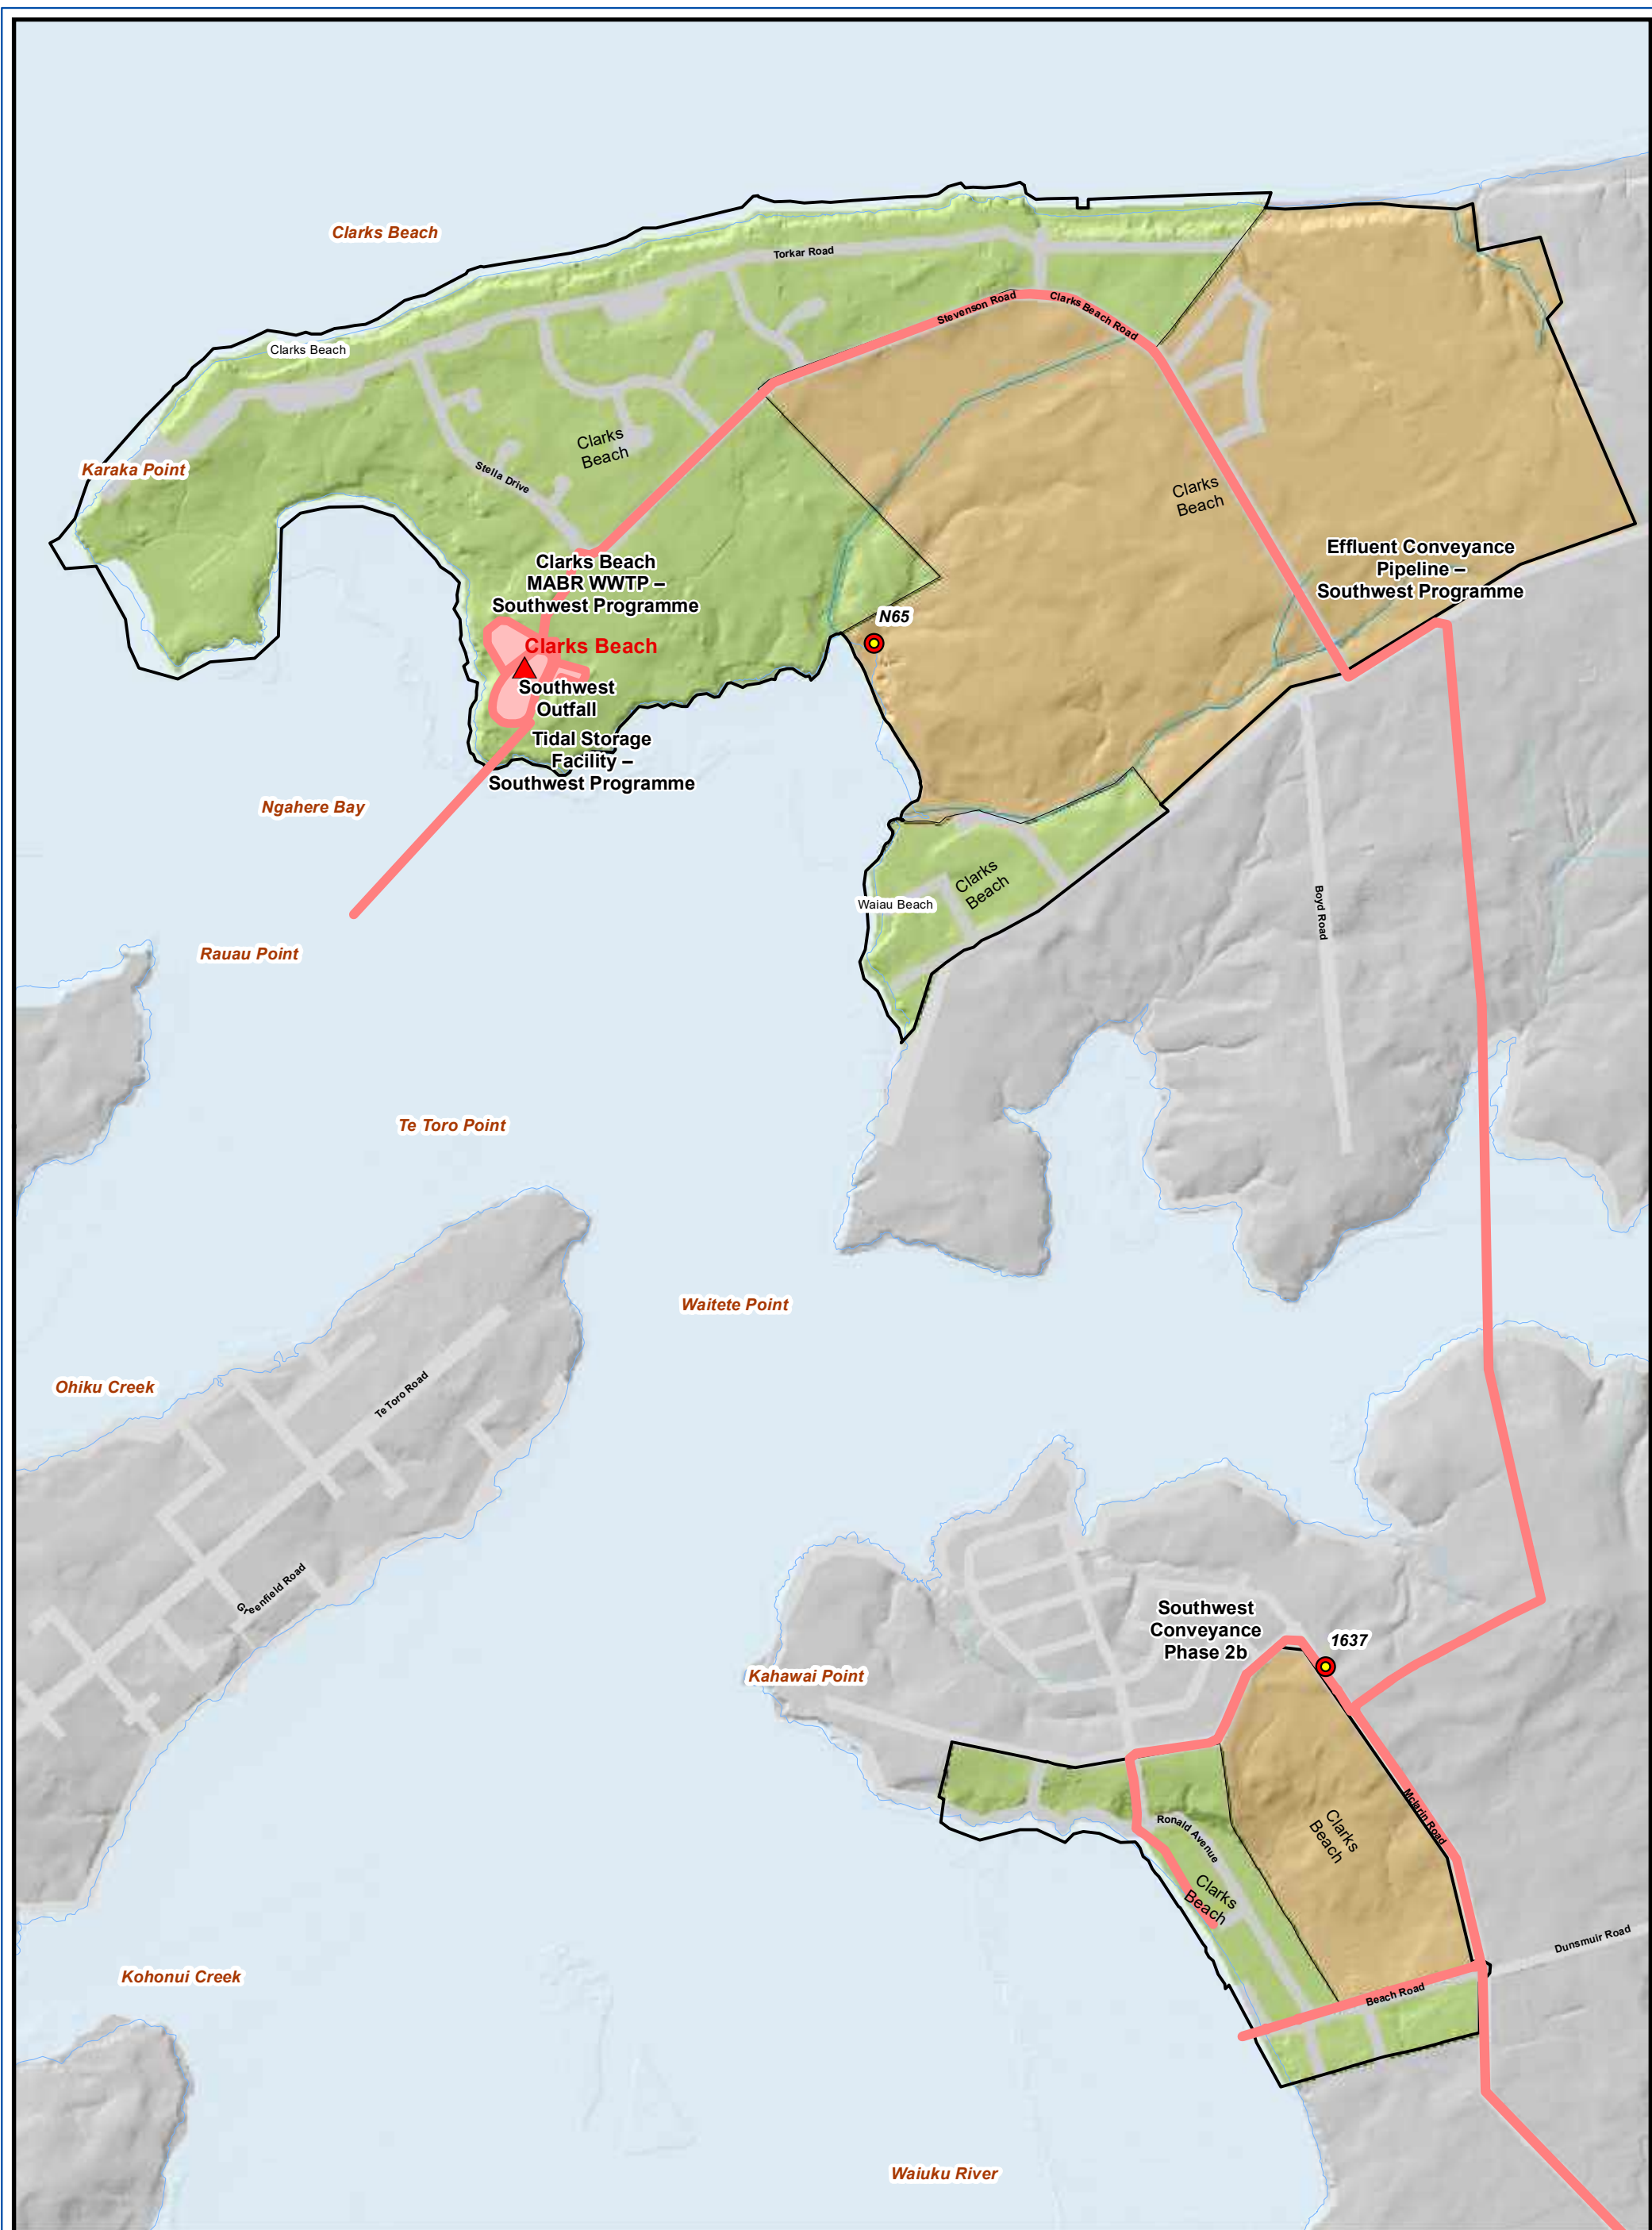 Clarks Beach
Torkar Road
Stevenson Road
Clarks Beach Road
Clarks Beach
Karaka Point
Clarks
Beach
Stella Drive
Clarks
Beach
Clarks Beach
MABR WWTP –
Southwest Programme
Effluent Conveyance
Pipeline –
Southwest Programme
N65
Clarks Beach
Southwest
Outfall
Tidal Storage
Facility –
Southwest Programme
Ngahere Bay
Clarks
Beach
Waiau Beach
Boyd Road
Rauau Point
Te Toro Point
Waitete Point
Ohiku Creek
Te Toro Road
Greenfield Road
Southwest
Conveyance
Phase 2b
1637
Kahawai Point
Mclarin Road
Ronald Avenue
Clarks
Beach
Clarks
Beach
Dunsmuir Road
Beach Road
Kohonui Creek
Waiuku River